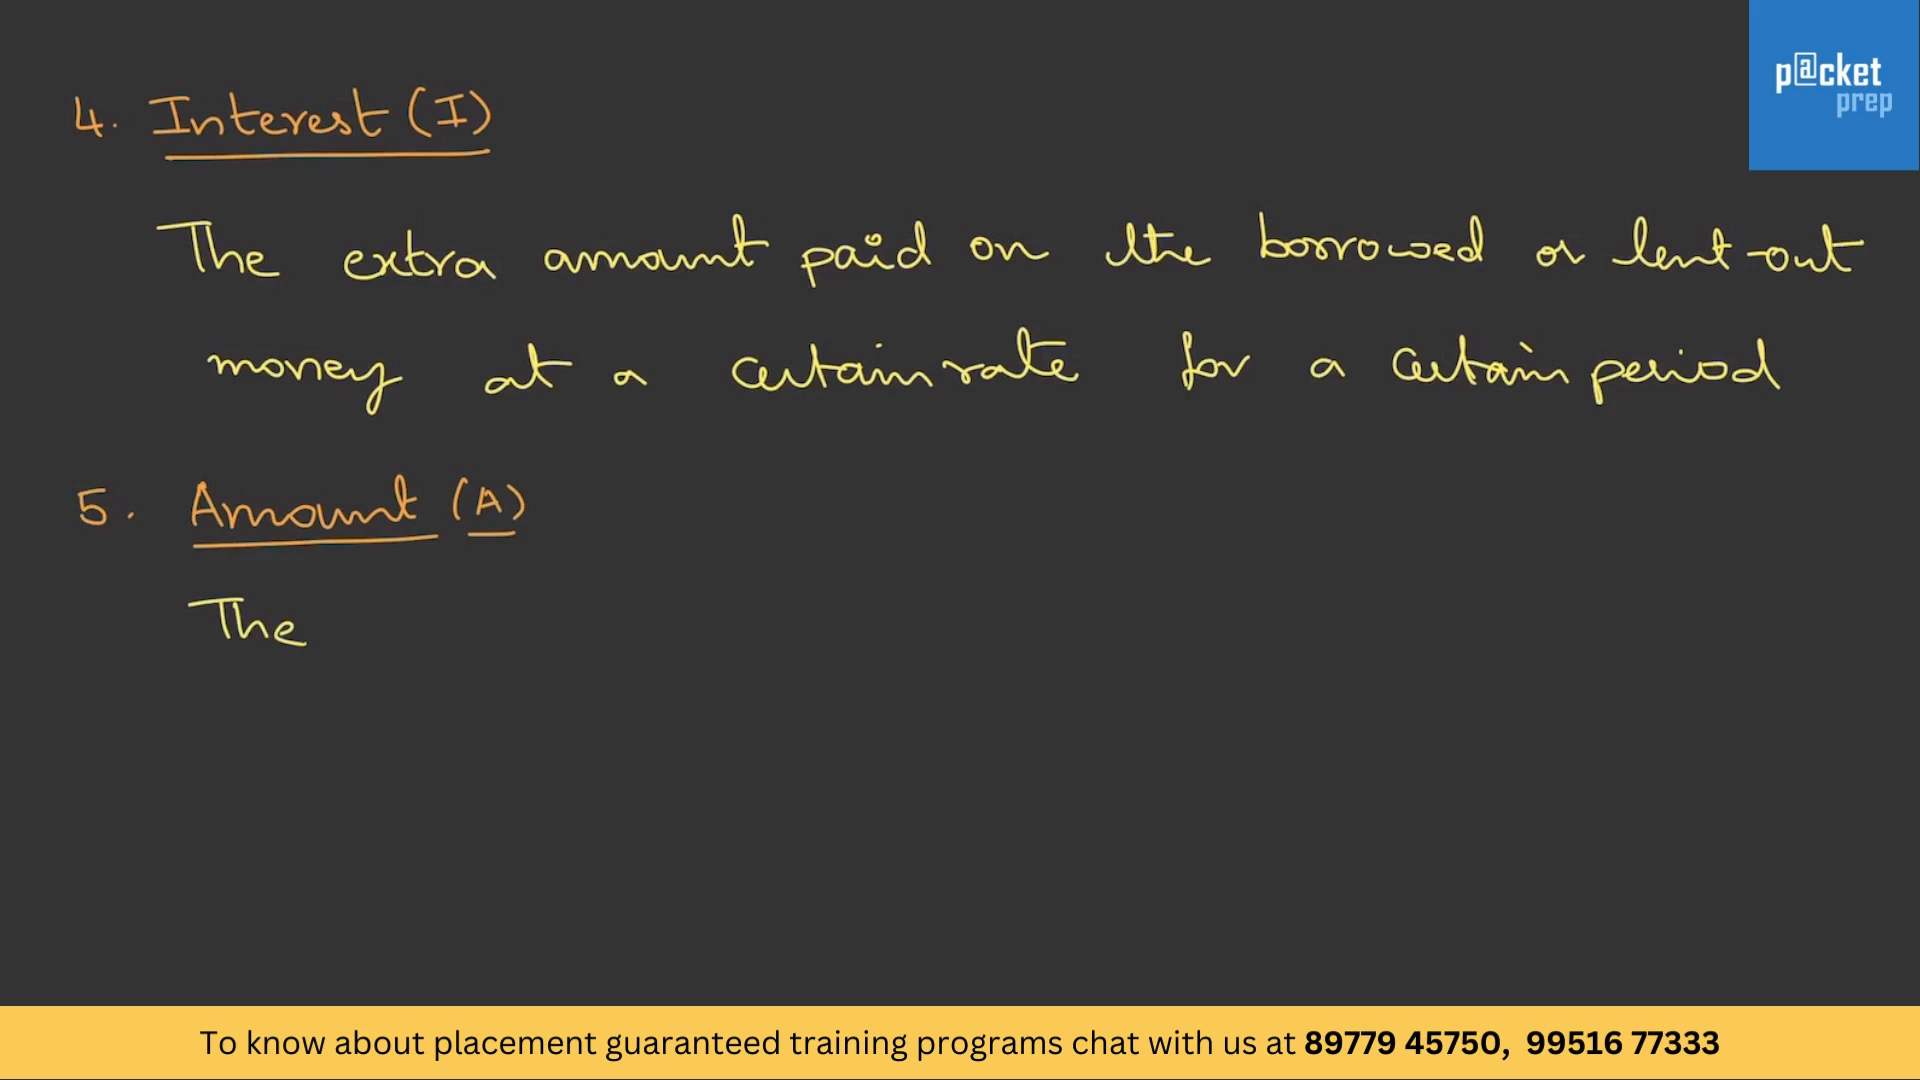 p@cket
prep
4. Interest (I)
The extra amount paid on the borrowed or lent-out
money at a certain rate for a certain period
5. Amount (A)
The
To know about placement guaranteed training programs chat with us at 89779 45750, 99516 77333